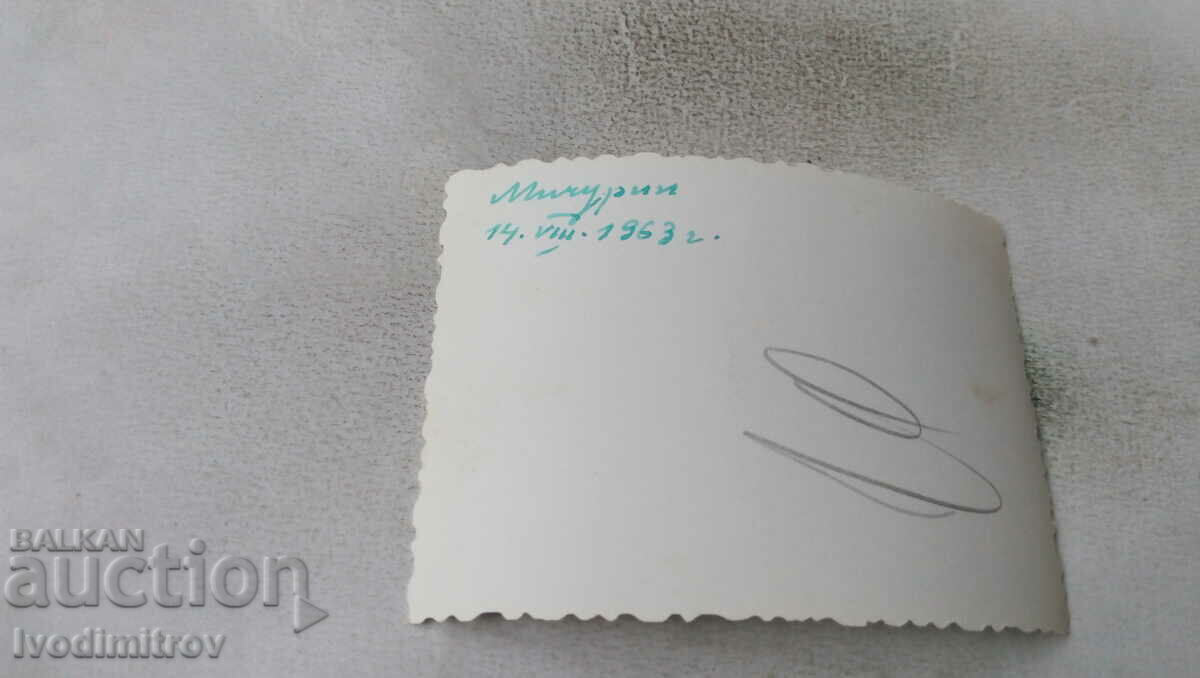 Мичурин
14. VIII. 1963 г.
BALKAN
auction
Ivodimitrov